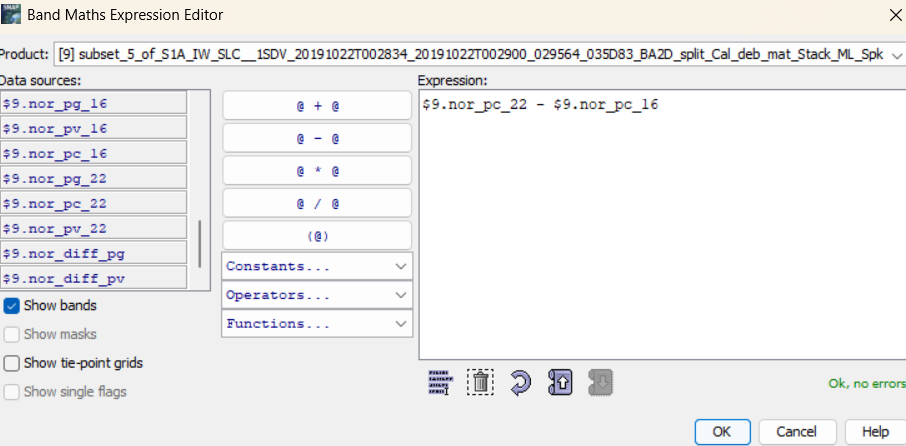 SNAP
Band Maths Expression Editor
Product: [9] subset_5_of_S1A_IW_SLC__1SDV_20191022T002834_20191022T002900_029564_035D83_BA2D_split_Cal_deb_mat_Stack_ML_Spk
Data sources:
Expression:
$9.nor_pg_16
$9.nor_pv_16
$9.nor_pc_16
$9.nor_pg_22
$9.nor_pc_22
$9.nor_pv_22
$9.nor_diff_pg
$9.nor_diff_pv
@ + @
@ - @
@ * @
@ / @
(@)
Constants...
Operators...
Functions...
$9.nor_pc_22 - $9.nor_pc_16
Show bands
Show masks
Show tie-point grids
Show single flags
Ok, no errors
OK
Cancel
Help